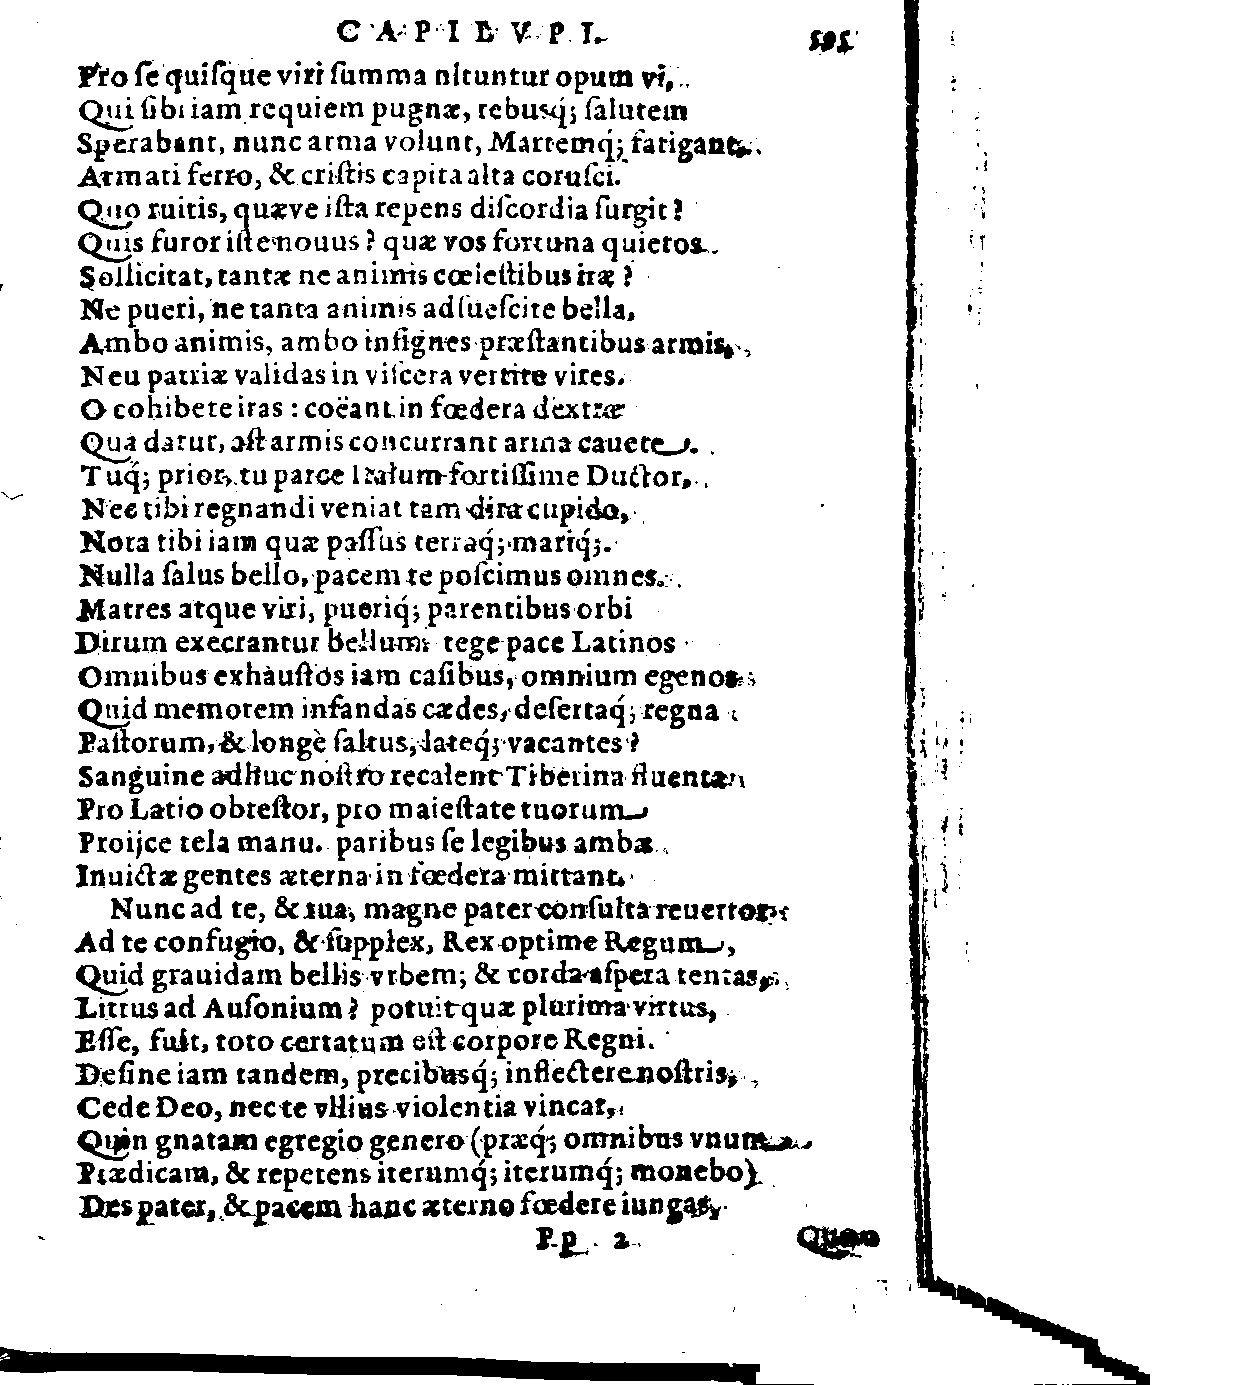 CAPILVPI. 595
Pro se quisque viri summa nituntur opum vi,
Qui sibi iam requiem pugnæ, rebusq́; salutem
Sperabant, nunc arma volunt, Martemq́; fatigant.
Armati ferro, & cristis capita alta corusci.
Quo ruitis, quæve ista repens discordia surgit?
Quis furor iste nouus? quæ vos fortuna quietos
Sollicitat, tantæ ne animis cœlestibus iræ?
Ne pueri, ne tanta animis adsuescite bella,
Ambo animis, ambo insignes præstantibus armis,
Neu patriæ validas in viscera vertite vires.
O cohibete iras: coëant in fœdera dextræ
Qua datur, ast armis concurrant arma cauete.
Tuq́; prior, tu parce Italum fortissime Ductor,
Nec tibi regnandi veniat tam dira cupido,
Nota tibi iam quæ passus terraq́; mariq́;.
Nulla salus bello, pacem te poscimus omnes.
Matres atque viri, pueriq́; parentibus orbi
Dirum execrantur bellum: tege pace Latinos
Omnibus exhaustos iam casibus, omnium egenos
Quid memorem infandas cædes, desertaq́; regna
Pastorum, & longè saltus, lateq́; vacantes?
Sanguine adhuc nostro recalent Tiberina fluenta
Pro Latio obtestor, pro maiestate tuorum
Proijce tela manu. paribus se legibus ambæ
Inuictæ gentes æterna in fœdera mittant.
Nunc ad te, & tua, magne pater consulta reuertor
Ad te confugio, & supplex, Rex optime Regum,
Quid grauidam bellis vrbem; & corda aspera tentas,
Littus ad Ausonium? potuit quæ plurima virtus,
Esse, fuit, toto certatum est corpore Regni.
Desine iam tandem, precibusq́; inflectere nostris,
Cede Deo, nec te vllius violentia vincat,
Quin gnatam egregio genero (præq́; omnibus vnum
Prædicam, & repetens iterumq́; iterumq́; monebo)
Des pater, & pacem hanc æterno fœdere iungas,
Pp 2 Quan